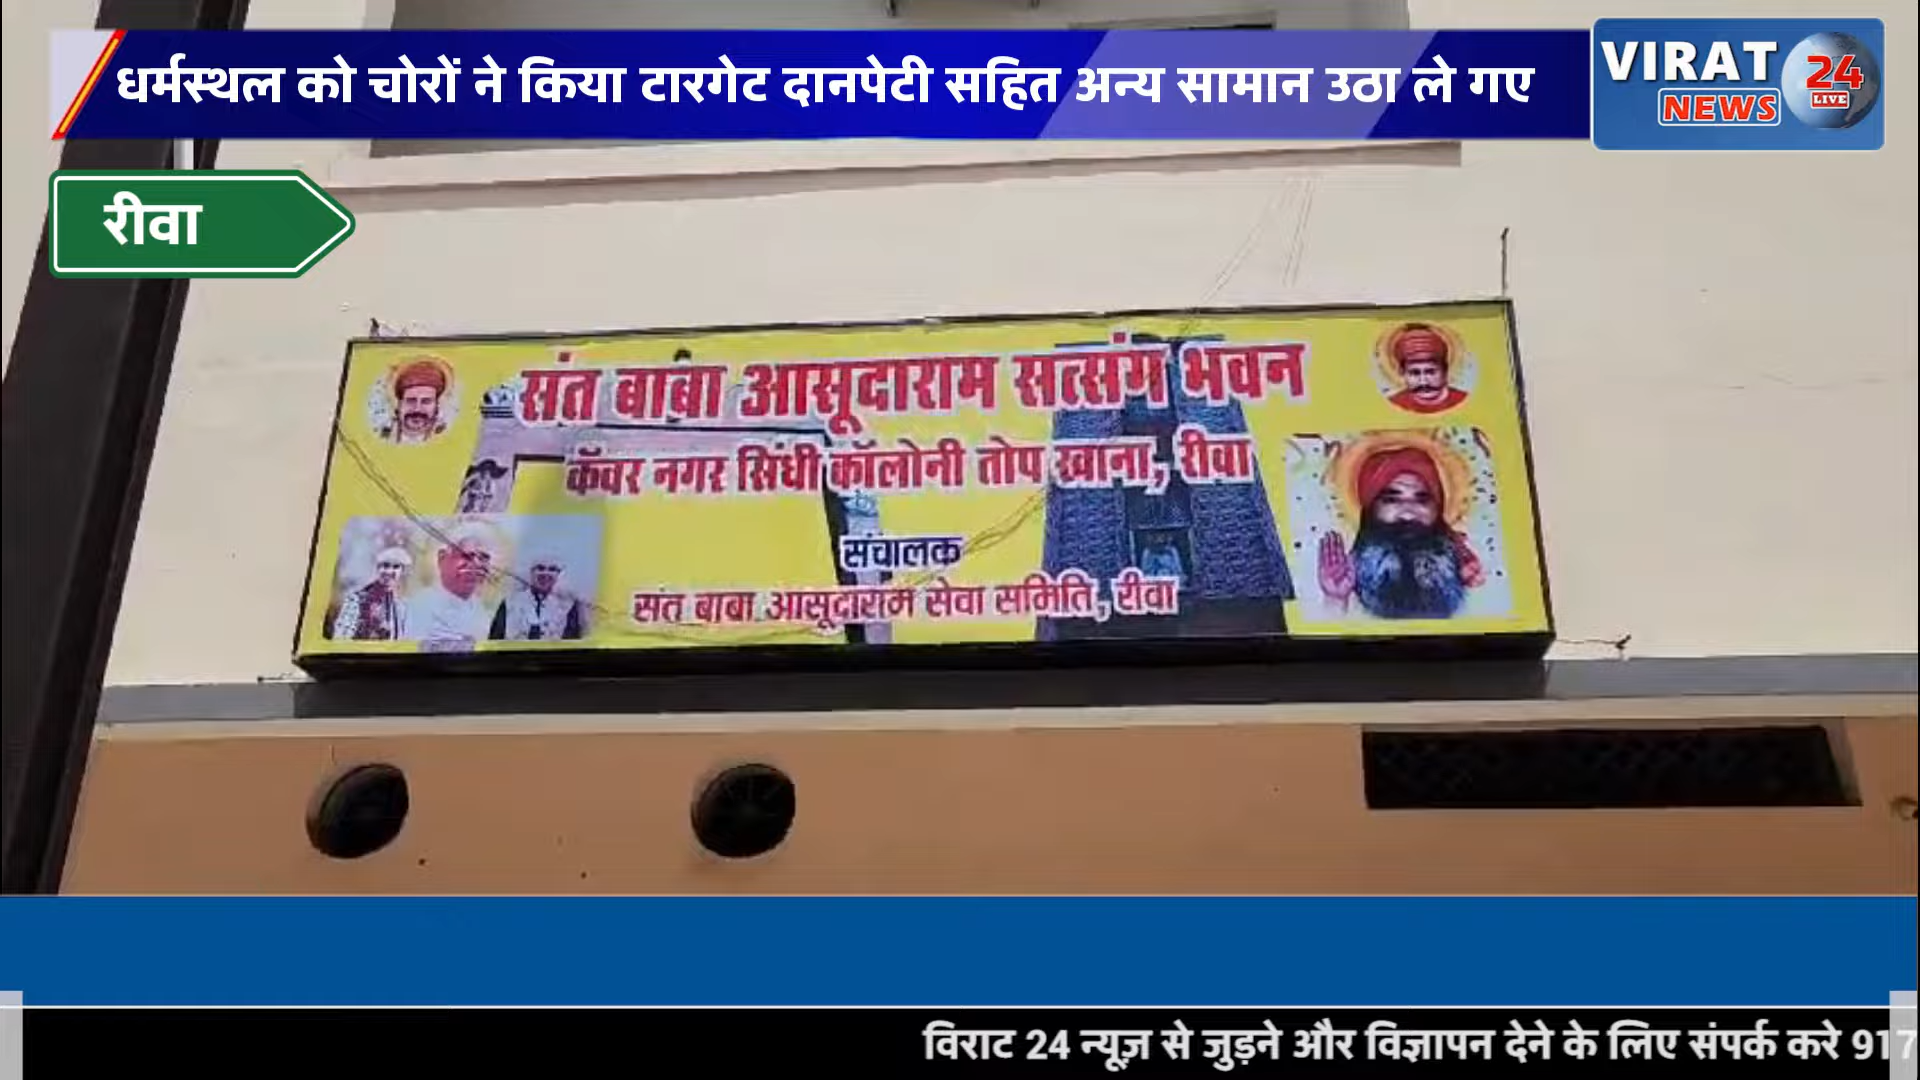 धर्मस्थल को चोरों ने किया टारगेट दानपेटी सहित अन्य सामान उठा ले गए
VIRAT
NEWS
24
LIVE
रीवा
संत बाबा आसूदाराम सत्संग भवन
कॅवर नगर सिंधी कॉलोनी तोप खाना, रीवा
संचालक
संत बाबा आसूदाराम सेवा समिति, रीवा
विराट 24 न्यूज़ से जुड़ने और विज्ञापन देने के लिए संपर्क करे 917